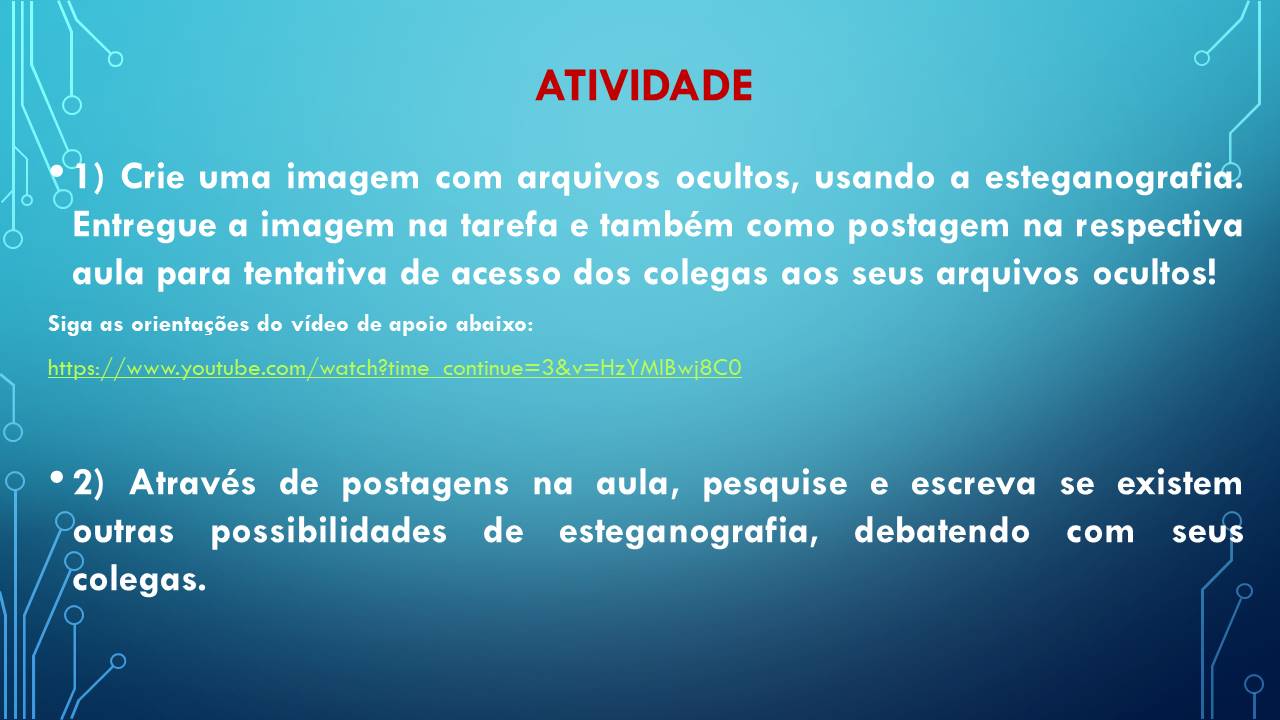 ATIVIDADE
• 1) Crie uma imagem com arquivos ocultos, usando a esteganografia.
Entregue a imagem na tarefa e também como postagem na respectiva
aula para tentativa de acesso dos colegas aos seus arquivos ocultos!
Siga as orientações do vídeo de apoio abaixo:
https://www.youtube.com/watch?time_continue=3&v=HzYMlBwj8C0
• 2) Através de postagens na aula, pesquise e escreva se existem
outras possibilidades de esteganografia, debatendo com seus
colegas.